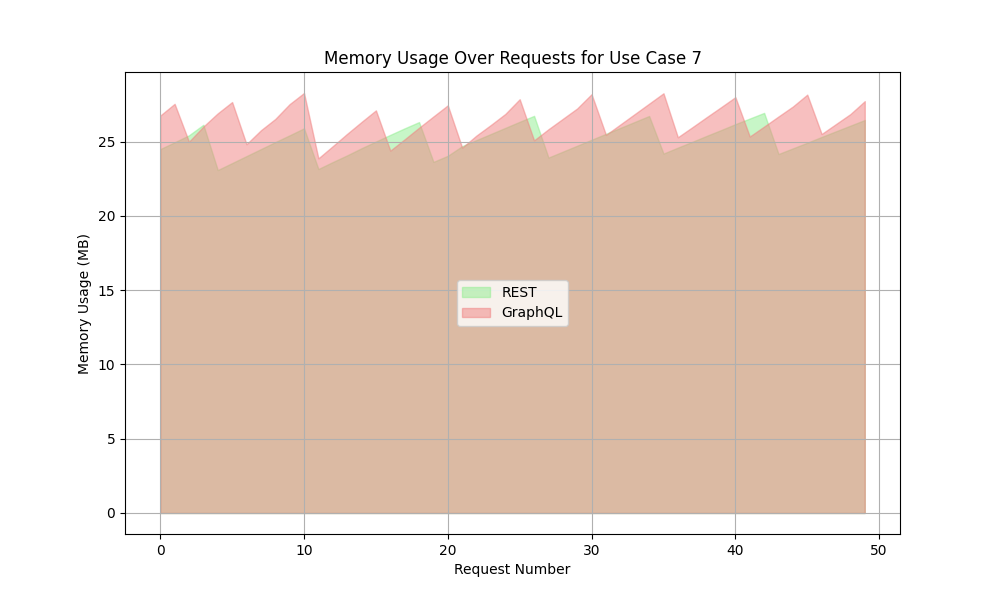 Memory Usage Over Requests for Use Case 7
Memory Usage (MB)
25
20
15
10
5
0
REST
GraphQL
0 10 20 30 40 50
Request Number